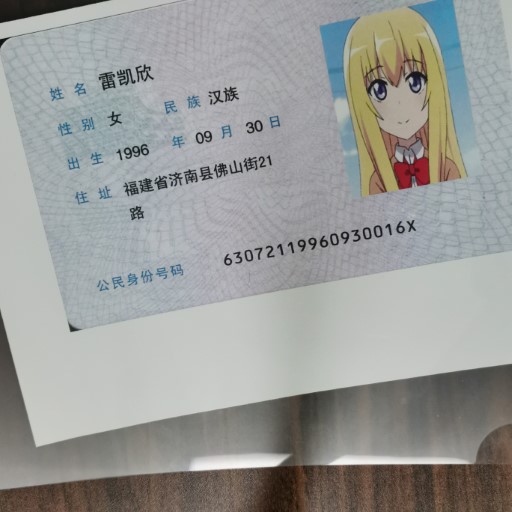 姓名 雷凯欣
性别 女 民族 汉族
出生 1996 年 09 月 30 日
住址 福建省济南县佛山街21
路
公民身份号码 63072119960930016X